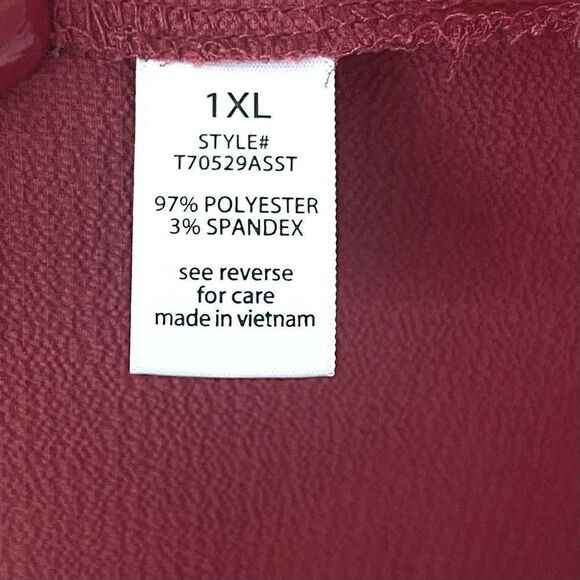 1XL
STYLE#
T70529ASST
97% POLYESTER
3% SPANDEX
see reverse
for care
made in vietnam